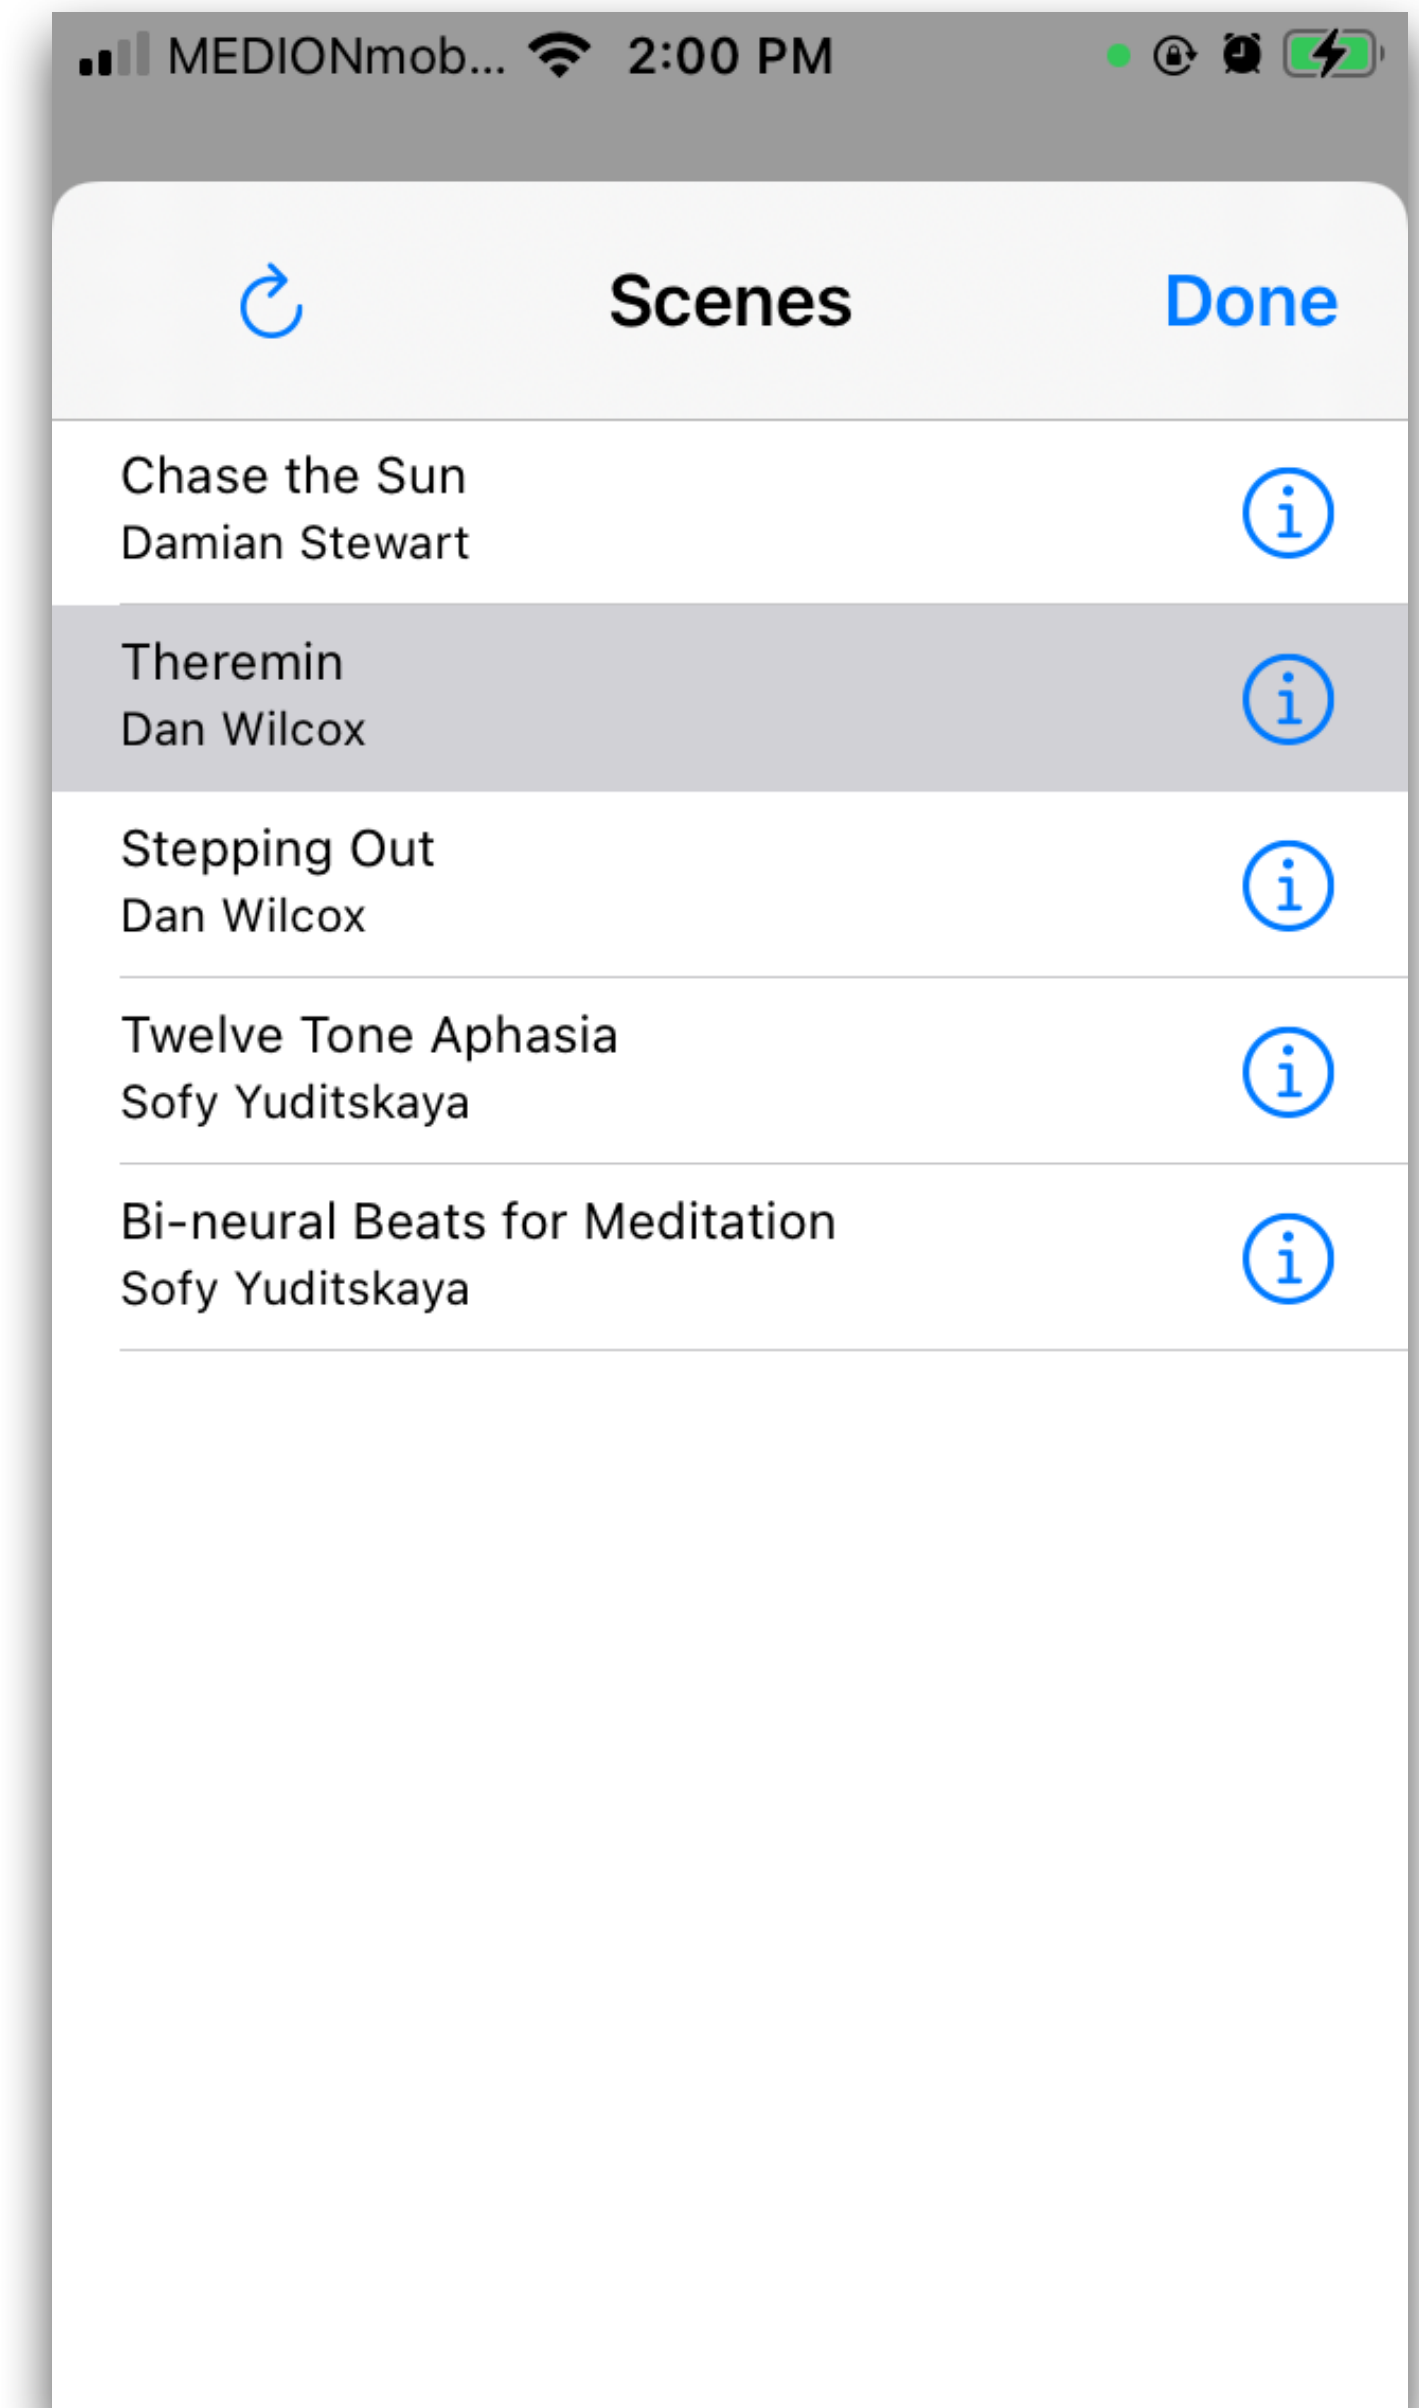 MEDIONmob... 2:00 PM
Scenes Done
Chase the Sun
Damian Stewart
Theremin
Dan Wilcox
Stepping Out
Dan Wilcox
Twelve Tone Aphasia
Sofy Yuditskaya
Bi-neural Beats for Meditation
Sofy Yuditskaya